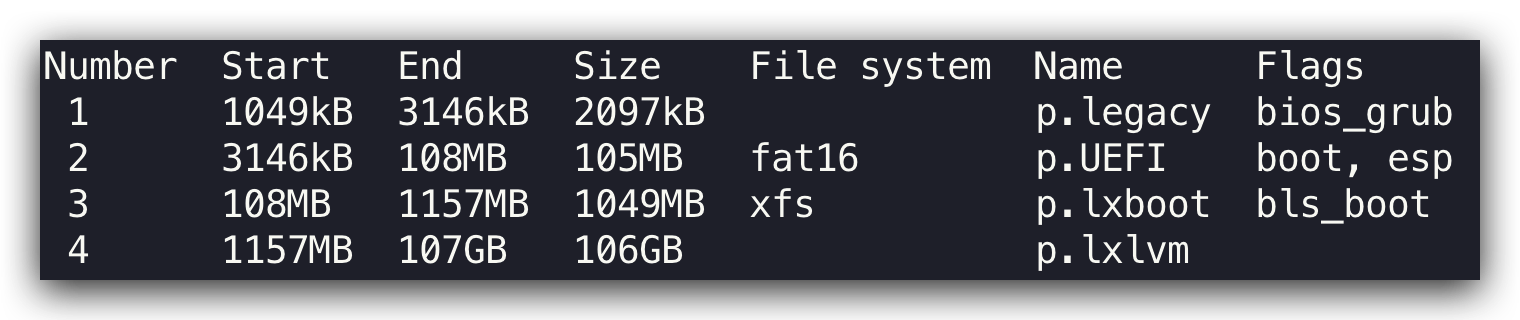 Number  Start   End     Size    File system  Name      Flags
 1      1049kB  3146kB  2097kB               p.legacy  bios_grub
 2      3146kB  108MB   105MB   fat16        p.UEFI    boot, esp
 3      108MB   1157MB  1049MB  xfs          p.lxboot  bls_boot
 4      1157MB  107GB   106GB                p.lxlvm